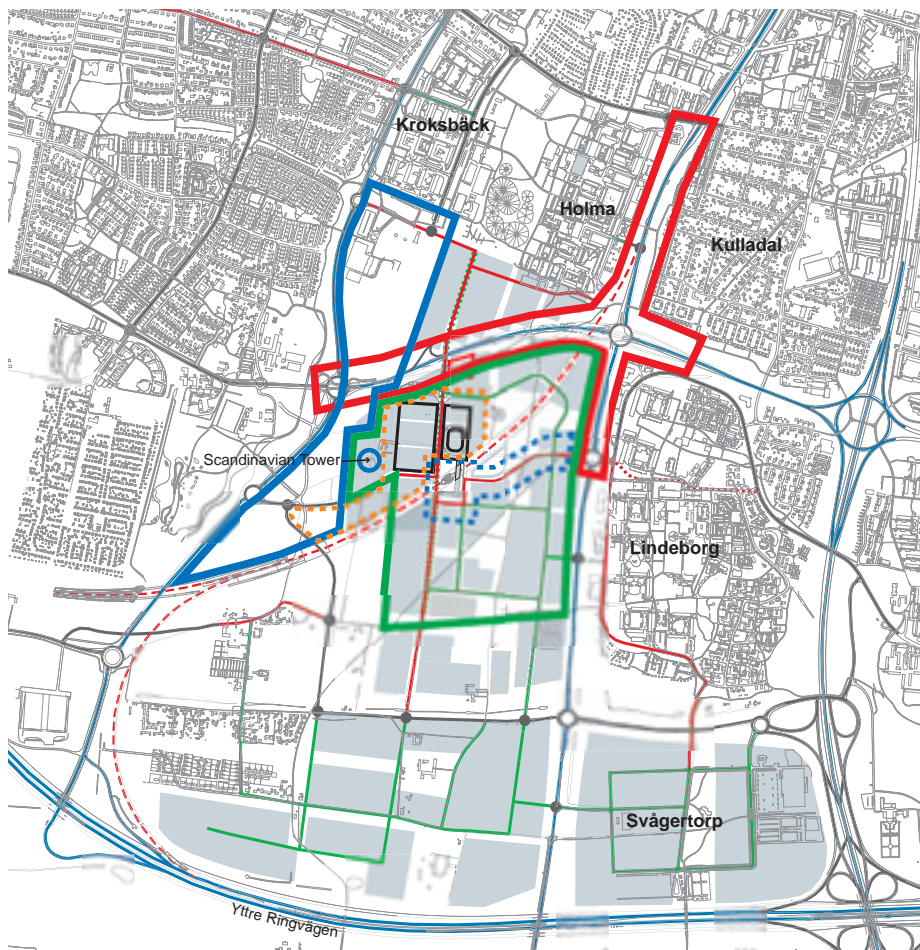 Kroksbäck
Holma
Kulladal
Scandinavian Tower
Lindeborg
Svågertorp
Yttre Ringvägen